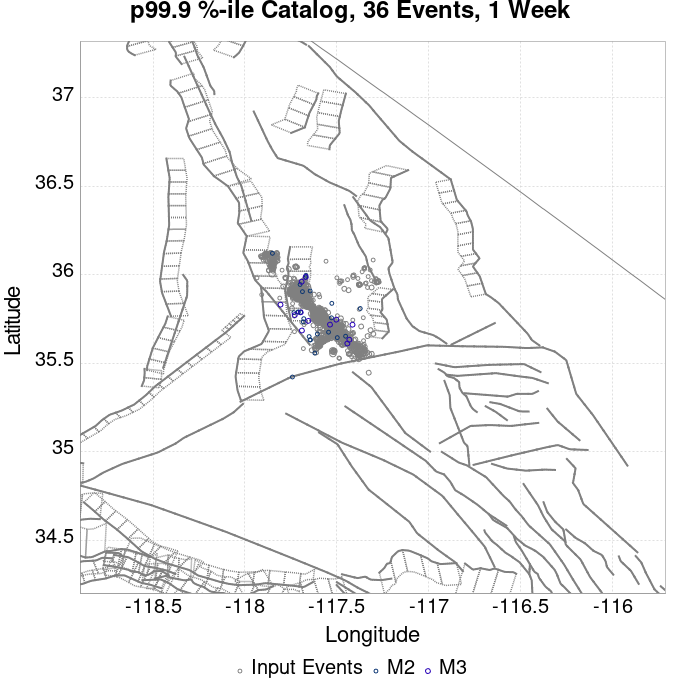 p99.9 %-ile Catalog, 36 Events, 1 Week
37
36.5
36
35.5
35
34.5
Latitude
-118.5 -118 -117.5 -117 -116.5 -116
Longitude
Input Events M2 M3